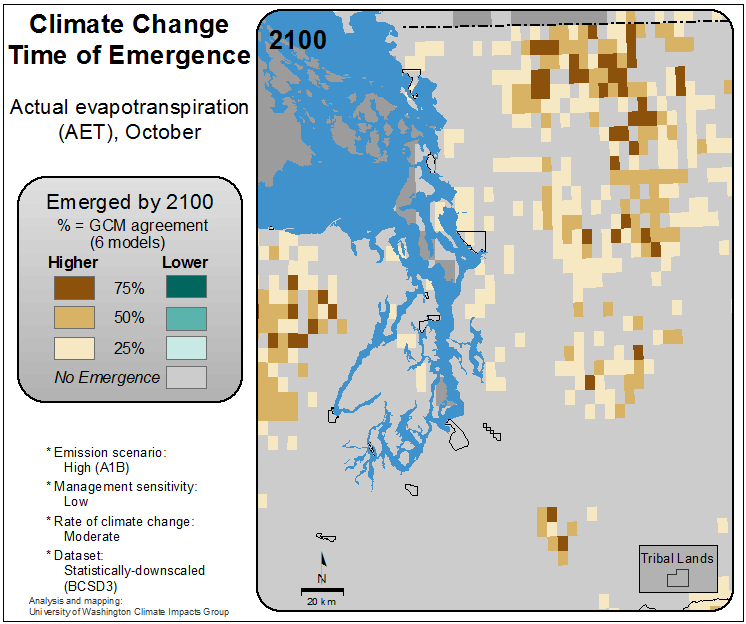 Climate Change
Time of Emergence
Actual evapotranspiration
(AET), October
Emerged by 2100
% = GCM agreement
(6 models)
Higher Lower
75%
50%
25%
No Emergence
* Emission scenario:
High (A1B)
* Management sensitivity:
Low
* Rate of climate change:
Moderate
* Dataset:
Statistically-downscaled
(BCSD3)
Analysis and mapping:
University of Washington Climate Impacts Group
2100
N
20 km
Tribal Lands